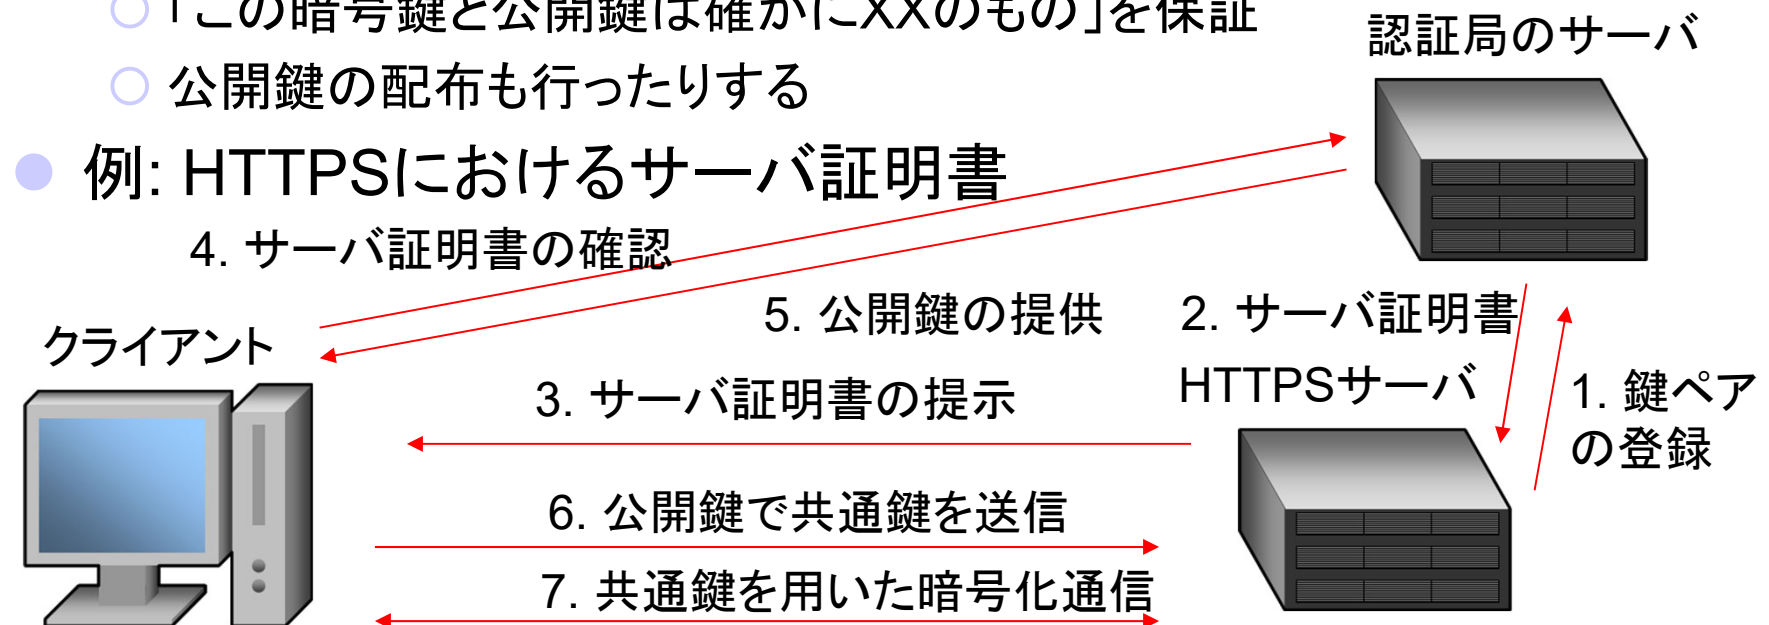 「この暗号鍵と公開鍵は確かにXXのもの」を保証
公開鍵の配布も行ったりする
例: HTTPSにおけるサーバ証明書
認証局のサーバ
4. サーバ証明書の確認
5. 公開鍵の提供
2. サーバ証明書
クライアント
3. サーバ証明書の提示
HTTPSサーバ
1. 鍵ペア
の登録
6. 公開鍵で共通鍵を送信
7. 共通鍵を用いた暗号化通信